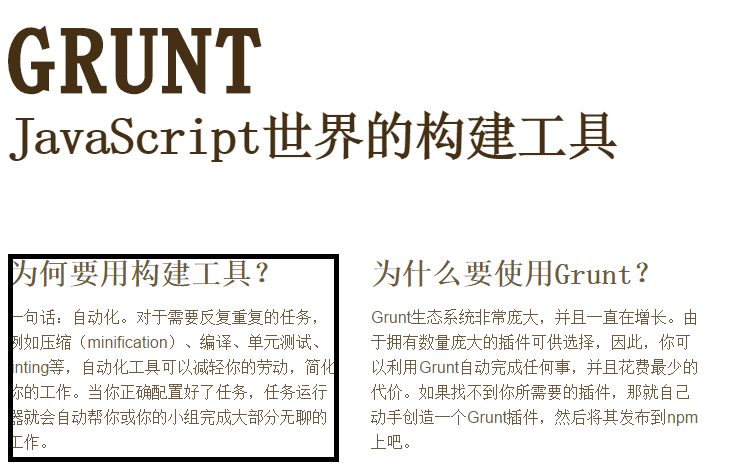 GRUNT
JavaScript世界的构建工具
为何要用构建工具?
一句话：自动化。对于需要反复重复的任务，
例如压缩（minification）、编译、单元测试、
linting等，自动化工具可以减轻你的劳动，简化
你的工作。当你正确配置好了任务，任务运行
器就会自动帮你或你的小组完成大部分无聊的
工作。
为什么要使用Grunt?
Grunt生态系统非常庞大，并且一直在增长。由
于拥有数量庞大的插件可供选择，因此，你可
以利用Grunt自动完成任何事，并且花费最少的
代价。如果找不到你所需要的插件，那就自己
动手创造一个Grunt插件，然后将其发布到npm
上吧。